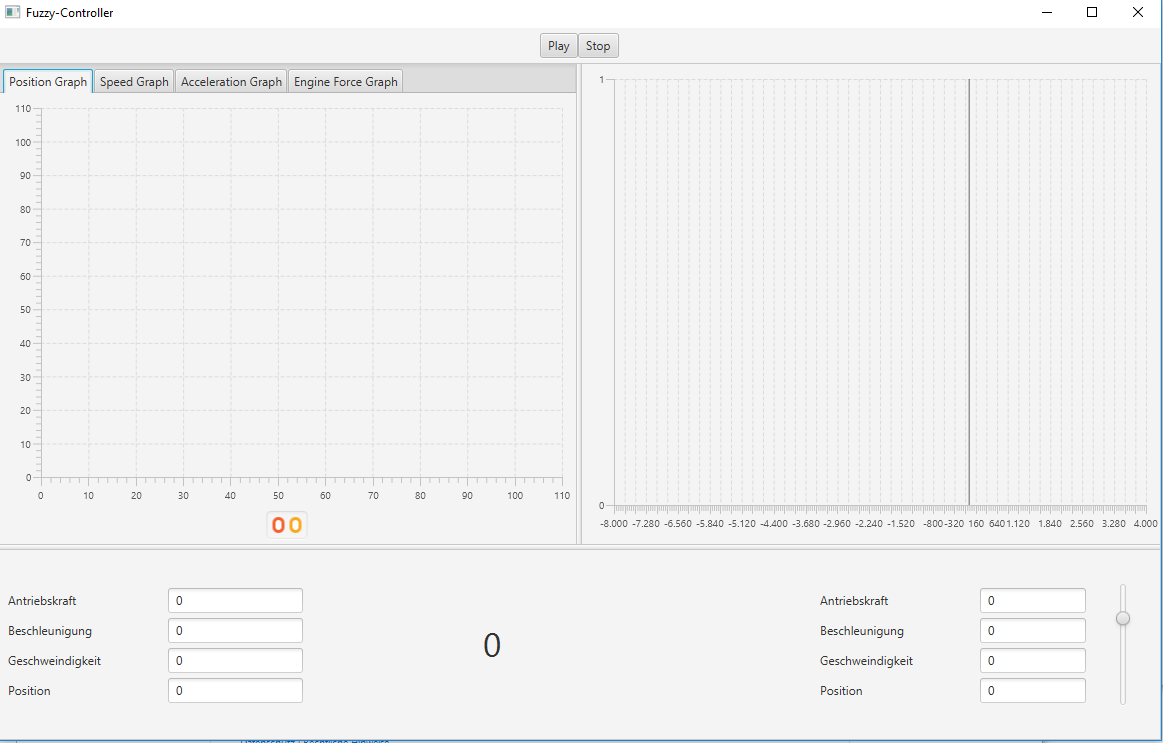 Fuzzy-Controller
Play Stop
Position Graph Speed Graph Acceleration Graph Engine Force Graph
110
100
90
80
70
60
50
40
30
20
10
0
0 10 20 30 40 50 60 70 80 90 100 110
1
0
-8.000 -7.280 -6.560 -5.840 -5.120 -4.400 -3.680 -2.960 -2.240 -1.520 -800 -320 160 640 1.120 1.840 2.560 3.280 4.000
Antriebskraft 0
Beschleunigung 0
Geschweindigkeit 0
Position 0
0
Antriebskraft 0
Beschleunigung 0
Geschweindigkeit 0
Position 0